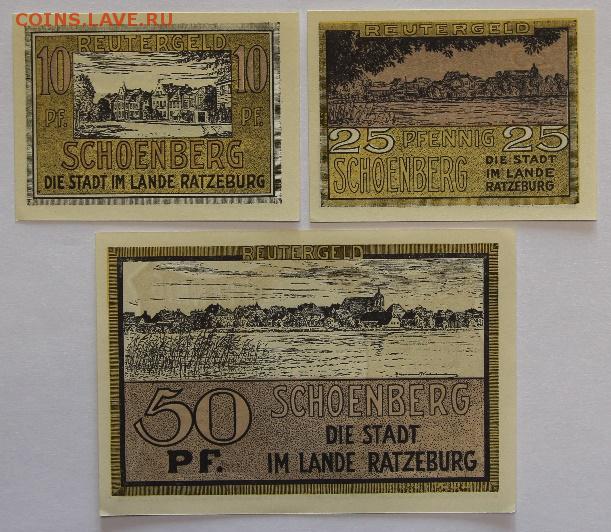 COINS.LAVE.RU
REUTERGELD
10 10
Pf. Pf.
SCHOENBERG
DIE STADT IM LANDE RATZEBURG
REUTERGELD
25 PFENNIG 25
SCHOENBERG
DIE STADT
IM LANDE
RATZEBURG
REUTERGELD
50 SCHOENBERG
PF. DIE STADT
IM LANDE RATZEBURG